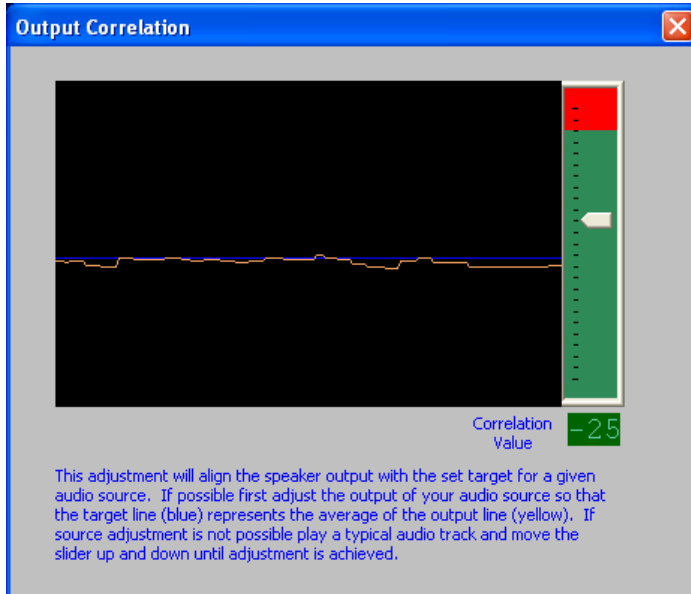 Output Correlation
Correlation
Value
-25
This adjustment will align the speaker output with the set target for a given
audio source.  If possible first adjust the output of your audio source so that
the target line (blue) represents the average of the output line (yellow).  If
source adjustment is not possible play a typical audio track and move the
slider up and down until adjustment is achieved.